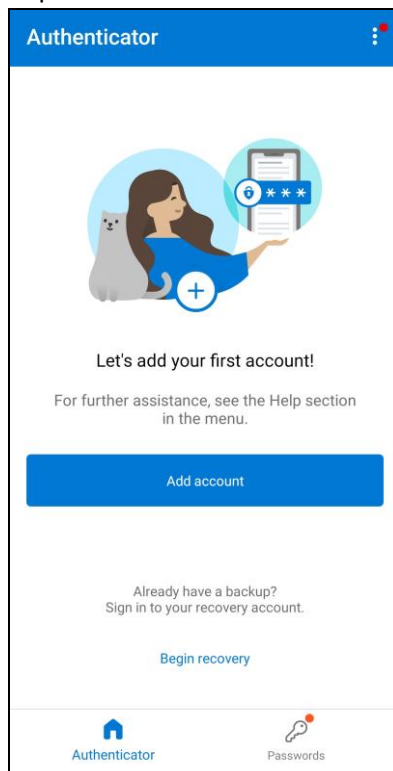 Authenticator
* * *
Let's add your first account!
For further assistance, see the Help section
in the menu.
Add account
Already have a backup?
Sign in to your recovery account.
Begin recovery
Authenticator
Passwords